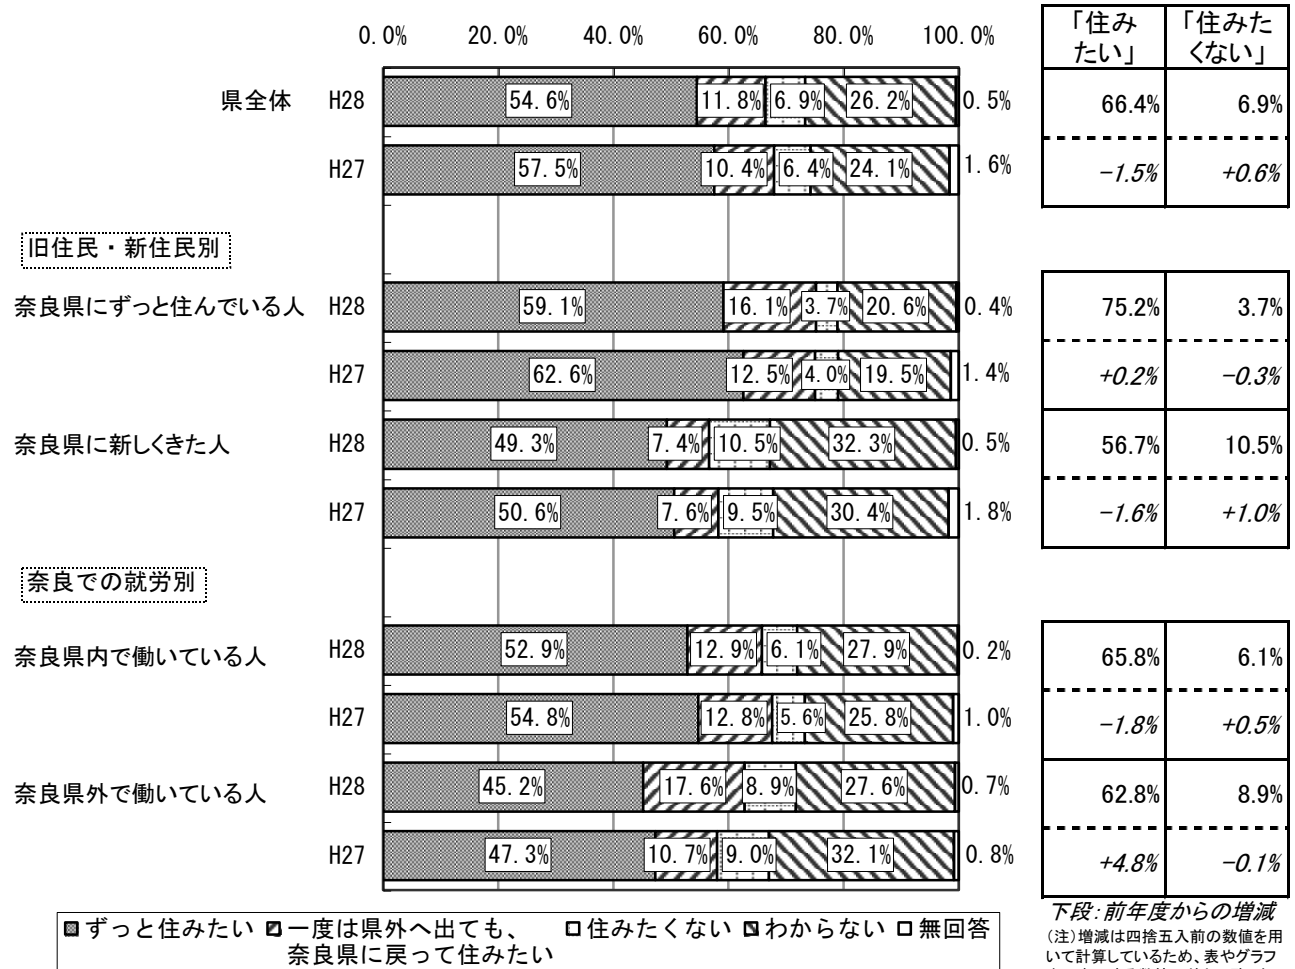 0.0% 20.0% 40.0% 60.0% 80.0% 100.0%
「住みたい」 「住みたくない」
県全体 H28 54.6% 11.8% 6.9% 26.2% 0.5% 66.4% 6.9%
H27 57.5% 10.4% 6.4% 24.1% 1.6% -1.5% +0.6%
旧住民・新住民別
奈良県にずっと住んでいる人 H28 59.1% 16.1% 3.7% 20.6% 0.4% 75.2% 3.7%
H27 62.6% 12.5% 4.0% 19.5% 1.4% +0.2% -0.3%
奈良県に新しくきた人 H28 49.3% 7.4% 10.5% 32.3% 0.5% 56.7% 10.5%
H27 50.6% 7.6% 9.5% 30.4% 1.8% -1.6% +1.0%
奈良での就労別
奈良県内で働いている人 H28 52.9% 12.9% 6.1% 27.9% 0.2% 65.8% 6.1%
H27 54.8% 12.8% 5.6% 25.8% 1.0% -1.8% +0.5%
奈良県外で働いている人 H28 45.2% 17.6% 8.9% 27.6% 0.7% 62.8% 8.9%
H27 47.3% 10.7% 9.0% 32.1% 0.8% +4.8% -0.1%
ずっと住みたい 一度は県外へ出ても、 住みたくない わからない 無回答
奈良県に戻って住みたい
下段:前年度からの増減
(注)増減は四捨五入前の数値を用
いて計算しているため、表やグラフ